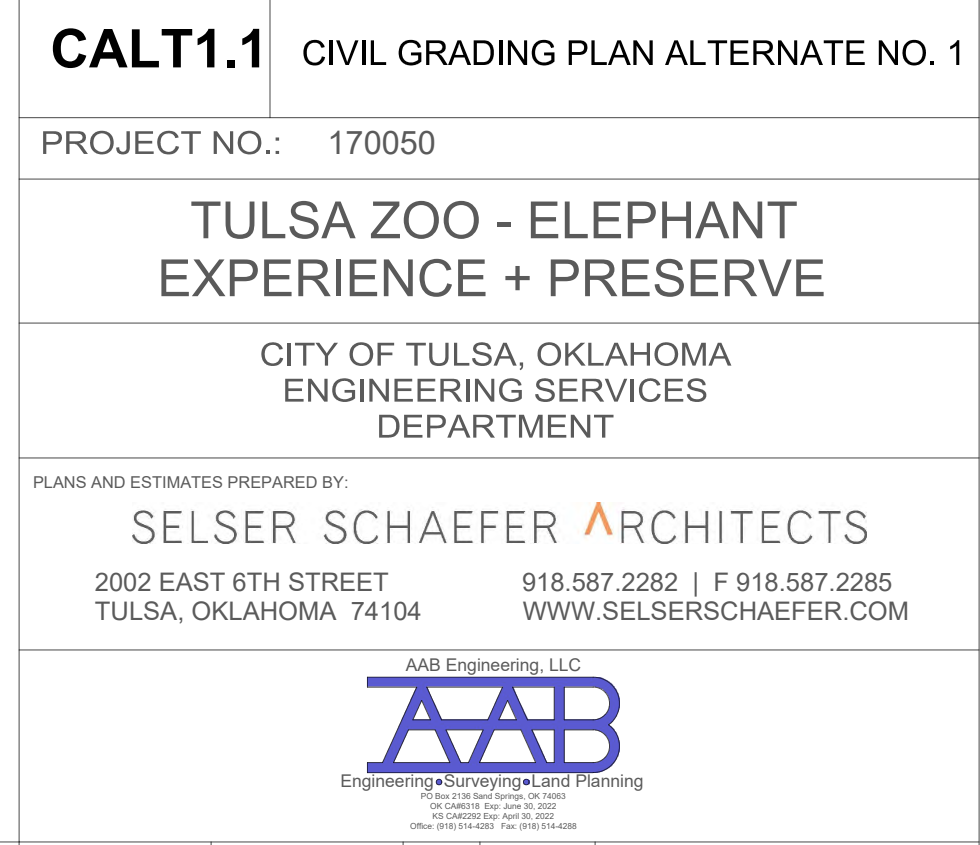 CALT1.1 CIVIL GRADING PLAN ALTERNATE NO. 1
PROJECT NO.: 170050
TULSA ZOO - ELEPHANT
EXPERIENCE + PRESERVE
CITY OF TULSA, OKLAHOMA
ENGINEERING SERVICES
DEPARTMENT
PLANS AND ESTIMATES PREPARED BY:
SELSER SCHAEFER ARCHITECTS
2002 EAST 6TH STREET 918.587.2282 | F 918.587.2285
TULSA, OKLAHOMA 74104 WWW.SELSERSCHAEFER.COM
AAB Engineering, LLC
AAB
Engineering•Surveying•Land Planning
PO Box 2136 Sand Springs, OK 74063
OK CA#6318 Exp: June 30, 2022
KS CA#2292 Exp: April 30, 2022
Office: (918) 514-4283 Fax: (918) 514-4288